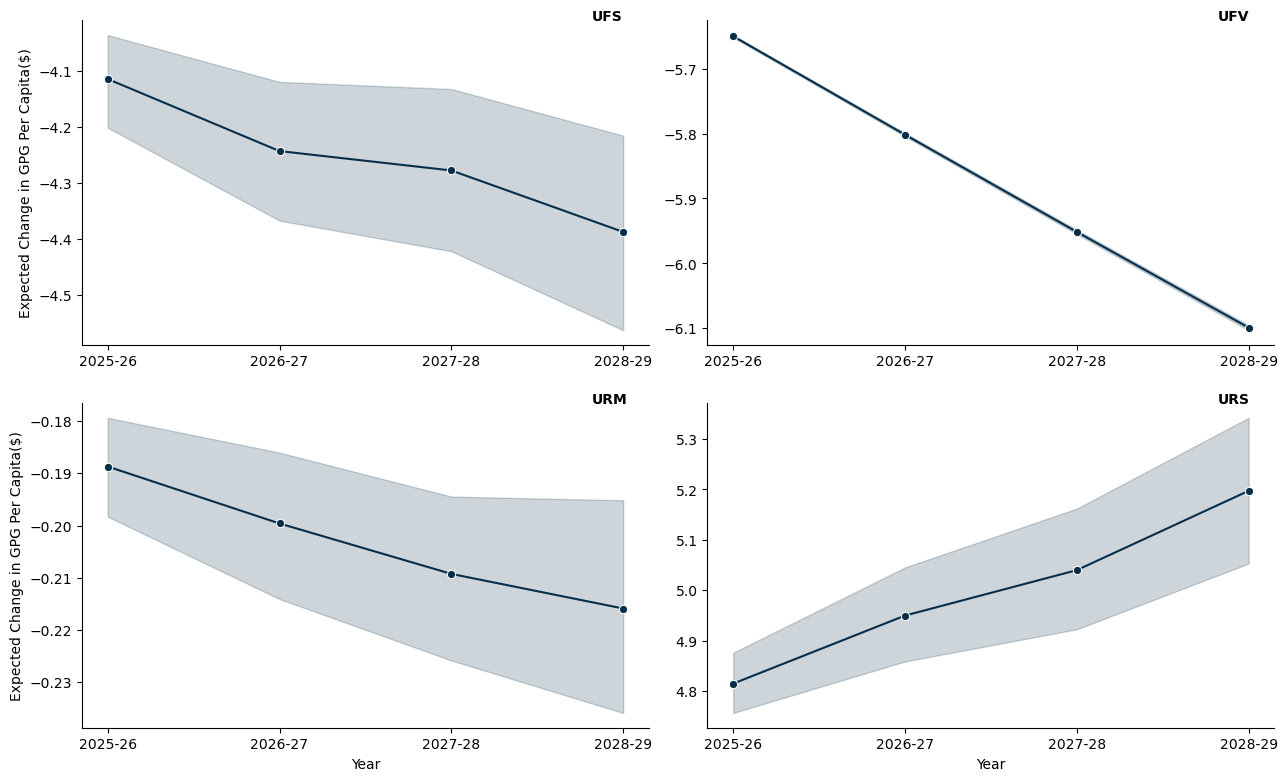 UFS
Expected Change in GPG Per Capita($)
−4.1
−4.2
−4.3
−4.4
−4.5
2025-26 2026-27 2027-28 2028-29
UFV
−5.7
−5.8
−5.9
−6.0
−6.1
2025-26 2026-27 2027-28 2028-29
URM
Expected Change in GPG Per Capita($)
−0.18
−0.19
−0.20
−0.21
−0.22
−0.23
2025-26 2026-27 2027-28 2028-29
Year
URS
5.3
5.2
5.1
5.0
4.9
4.8
2025-26 2026-27 2027-28 2028-29
Year